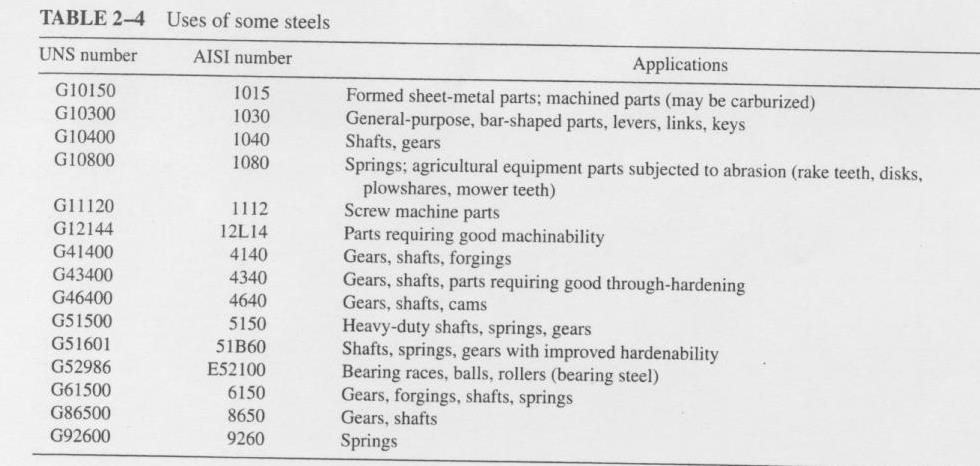 TABLE 2–4 Uses of some steels
UNS number AISI number Applications
G10150 1015 Formed sheet-metal parts; machined parts (may be carburized)
G10300 1030 General-purpose, bar-shaped parts, levers, links, keys
G10400 1040 Shafts, gears
G10800 1080 Springs; agricultural equipment parts subjected to abrasion (rake teeth, disks,
plowshares, mower teeth)
G11120 1112 Screw machine parts
G12144 12L14 Parts requiring good machinability
G41400 4140 Gears, shafts, forgings
G43400 4340 Gears, shafts, parts requiring good through-hardening
G46400 4640 Gears, shafts, cams
G51500 5150 Heavy-duty shafts, springs, gears
G51601 51B60 Shafts, springs, gears with improved hardenability
G52986 E52100 Bearing races, balls, rollers (bearing steel)
G61500 6150 Gears, forgings, shafts, springs
G86500 8650 Gears, shafts
G92600 9260 Springs